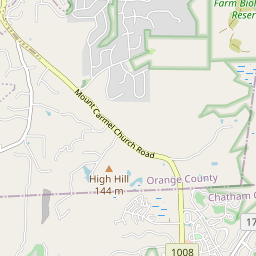 Farm Biol
Reser
Mount Carmel Church Road
High Hill
144 m
Orange County
Chatham C
17
1008